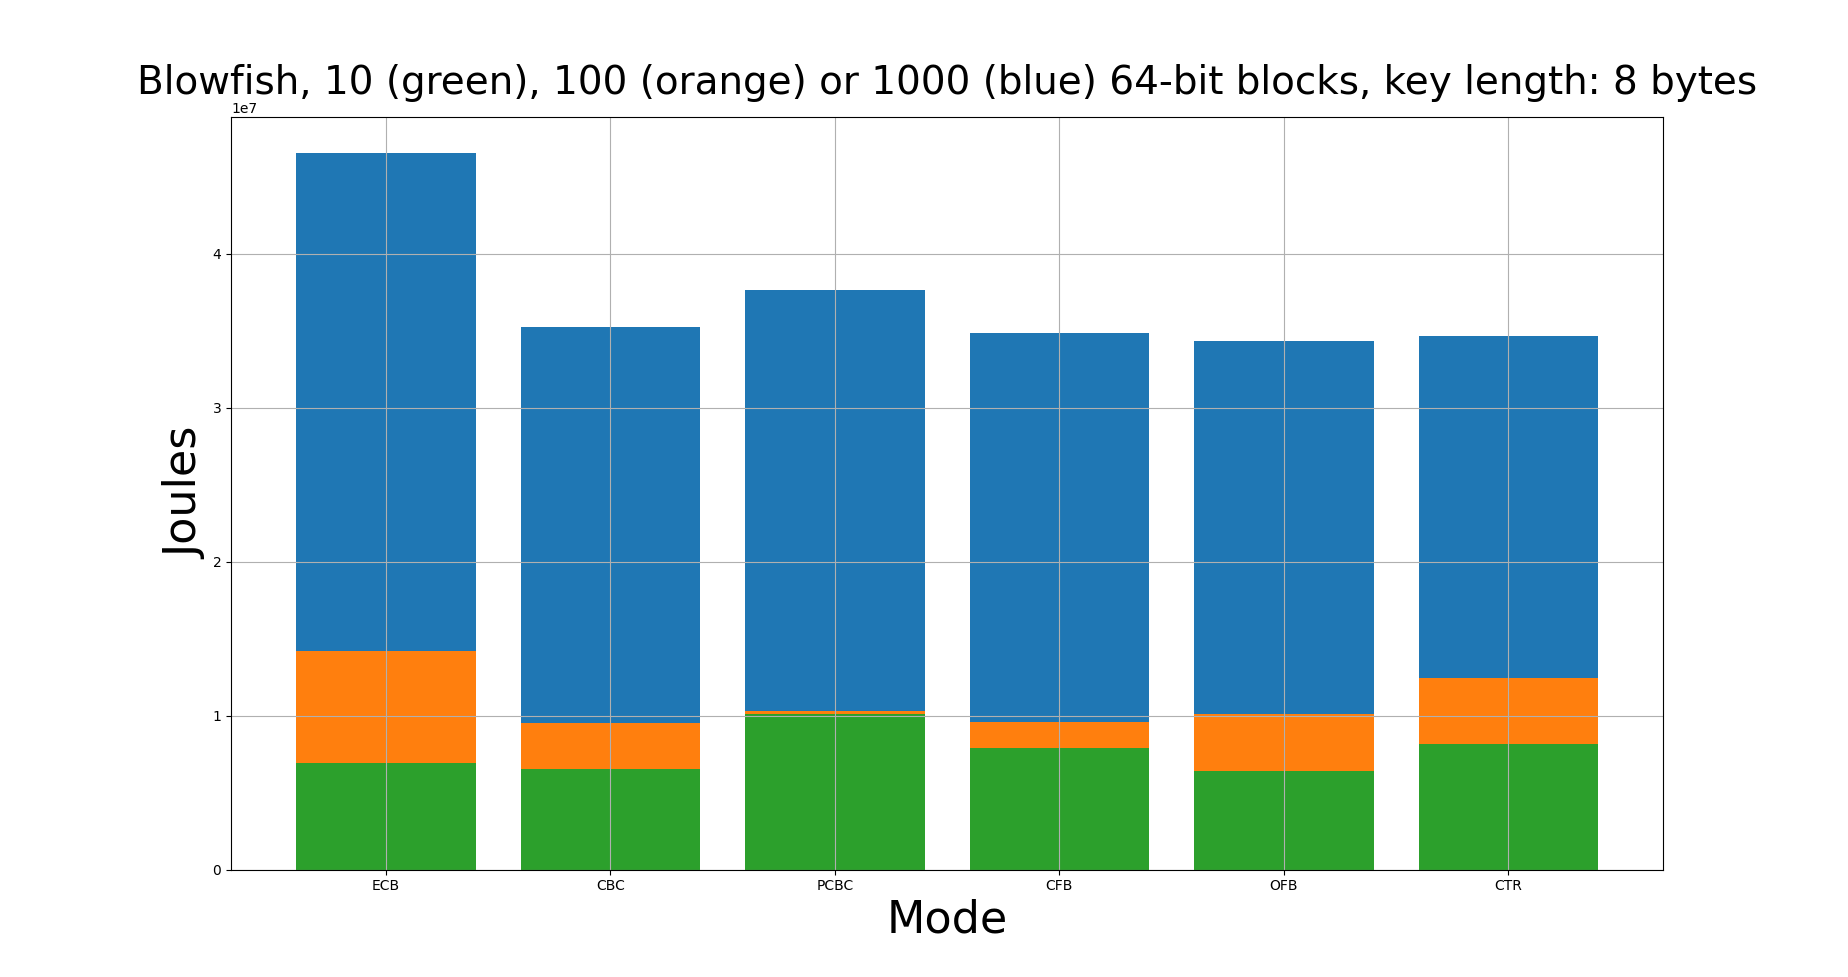 Blowfish, 10 (green), 100 (orange) or 1000 (blue) 64-bit blocks, key length: 8 bytes
1e7
4
3
2
1
0
Joules
ECB CBC PCBC CFB OFB CTR
Mode